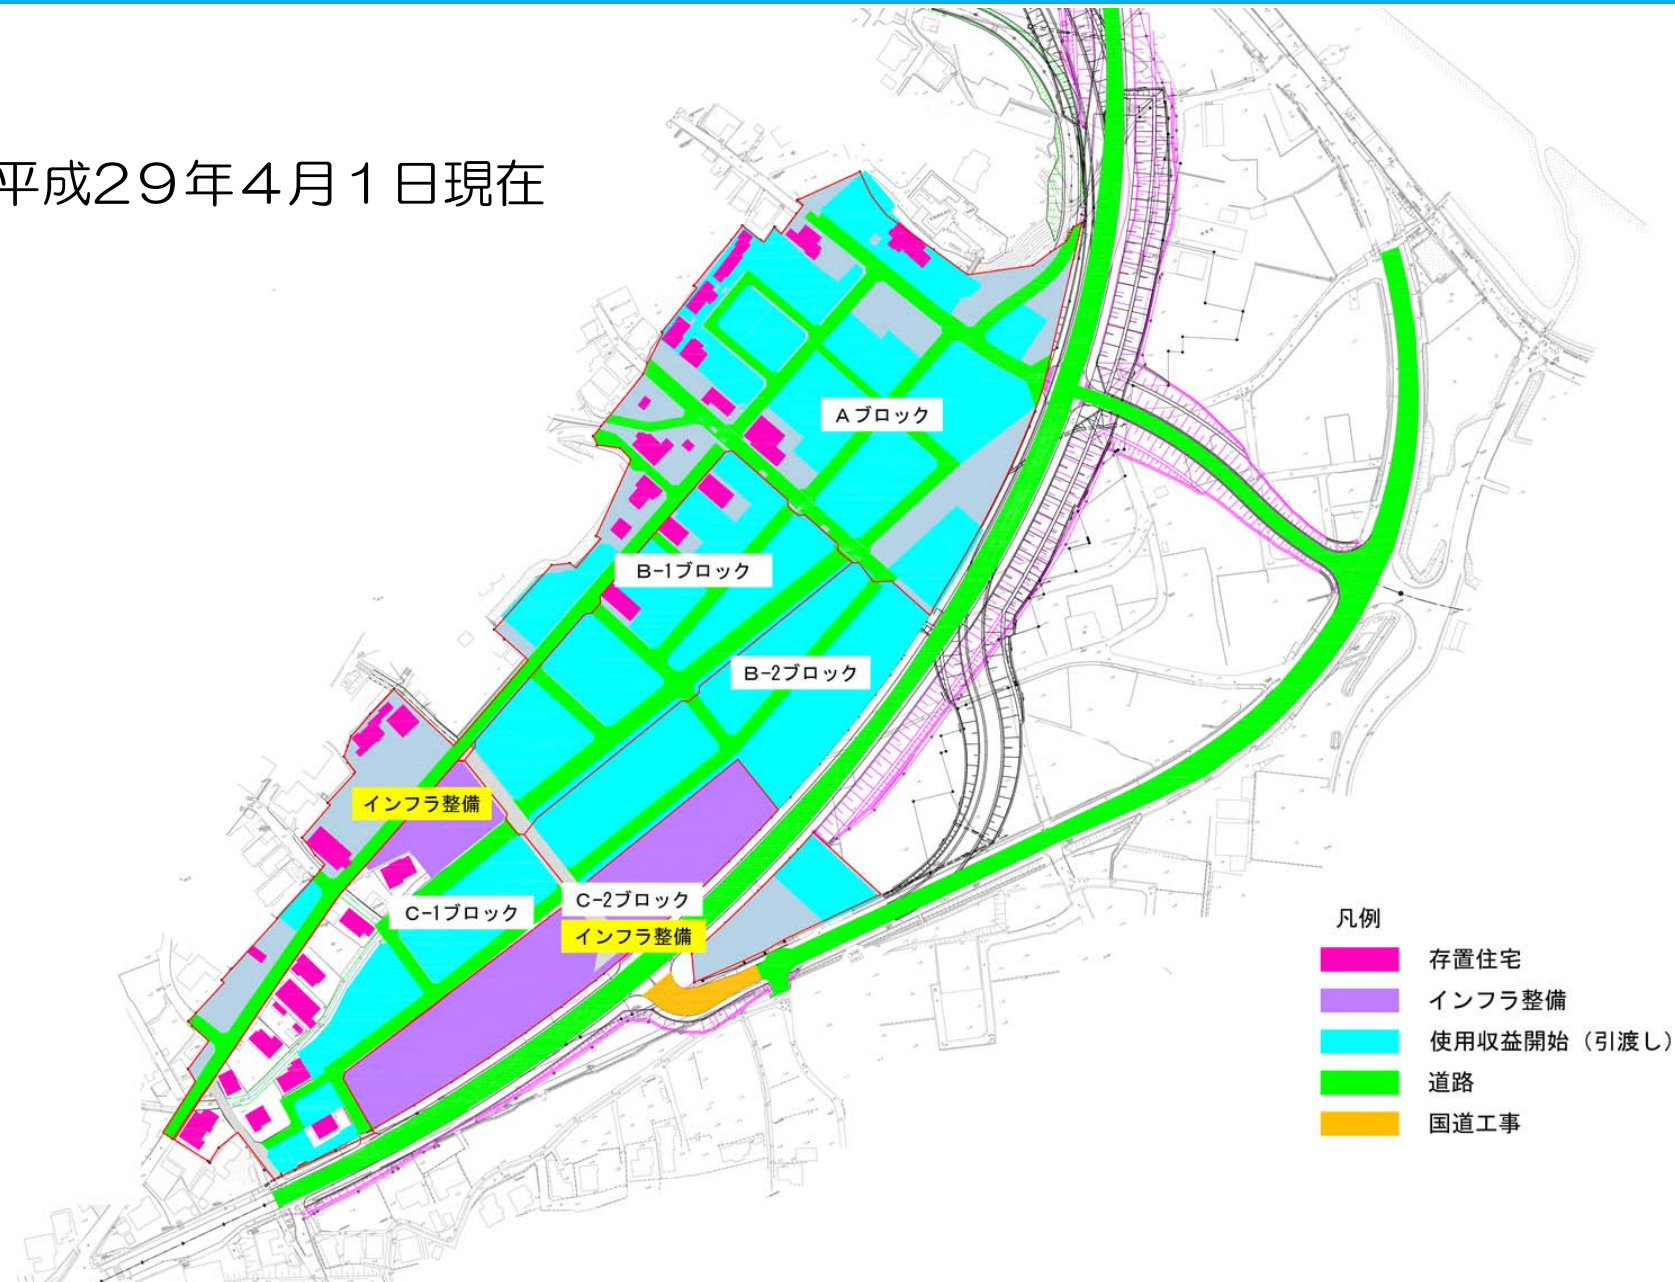 平成２９年４月１日現在
Aブロック
B-1ブロック
B-2ブロック
インフラ整備
C-1ブロック
C-2ブロック
インフラ整備
凡例
存置住宅
インフラ整備
使用収益開始（引渡し）
道路
国道工事